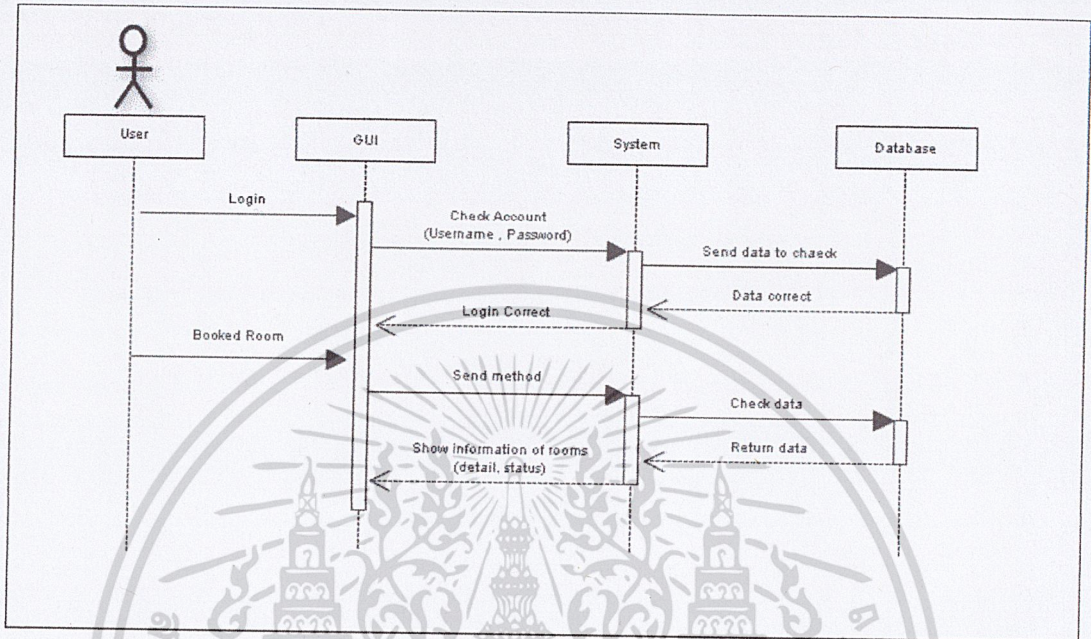 User
GUI
System
Database
Login
Check Account
(Username , Password)
Send data to chaeck
Data correct
Login Correct
Booked Room
Send method
Check data
Return data
Show information of rooms
(detail, status)